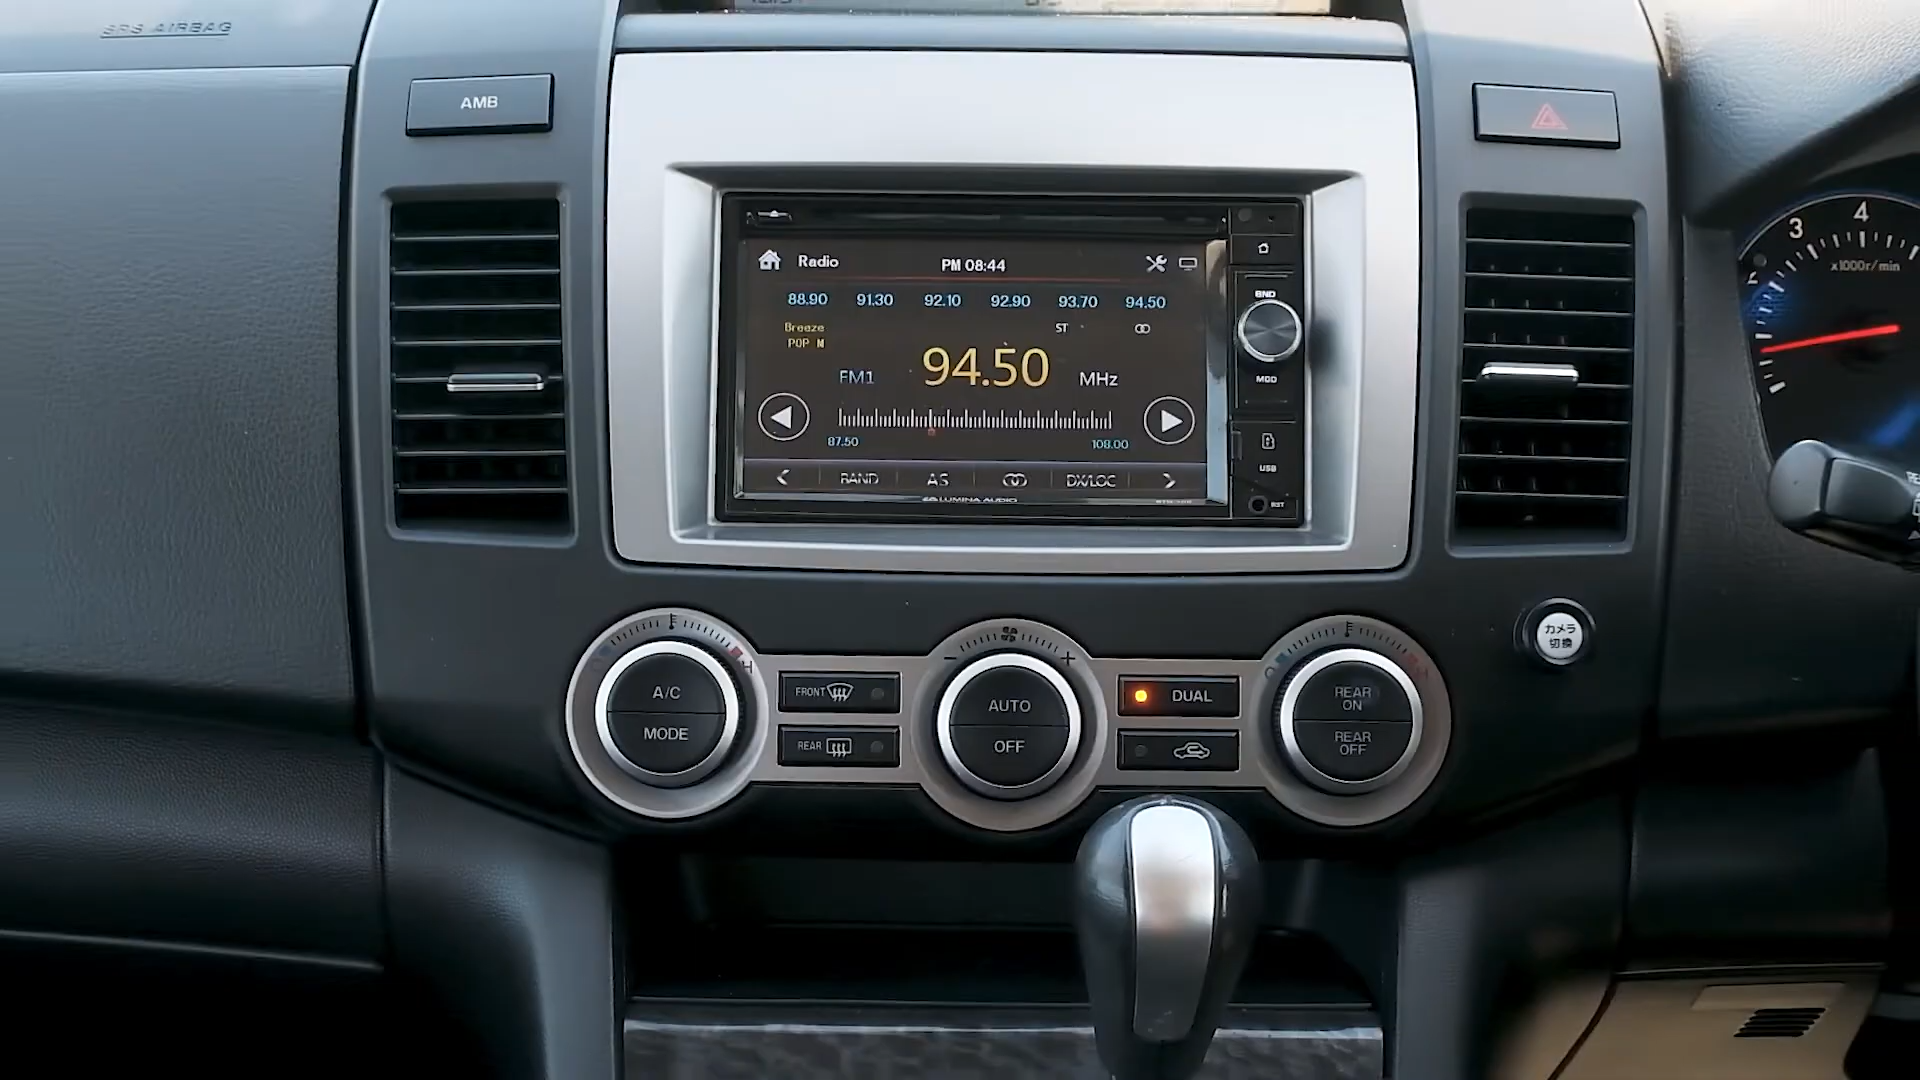 SRS AIRBAG
AMB
Radio
PM 08:44
88.90 91.30 92.10 92.90 93.70 94.50
Breeze
ST
POP M
FM1 94.50 MHz
87.50 108.00
BAND AS DX/LOC
LUMINA AUDIO
BND
MOD
USB
RST
3 4
x1000r/min
カメラ
切換
A/C
MODE
H
FRONT
REAR
- +
AUTO
OFF
DUAL
REAR
ON
REAR
OFF